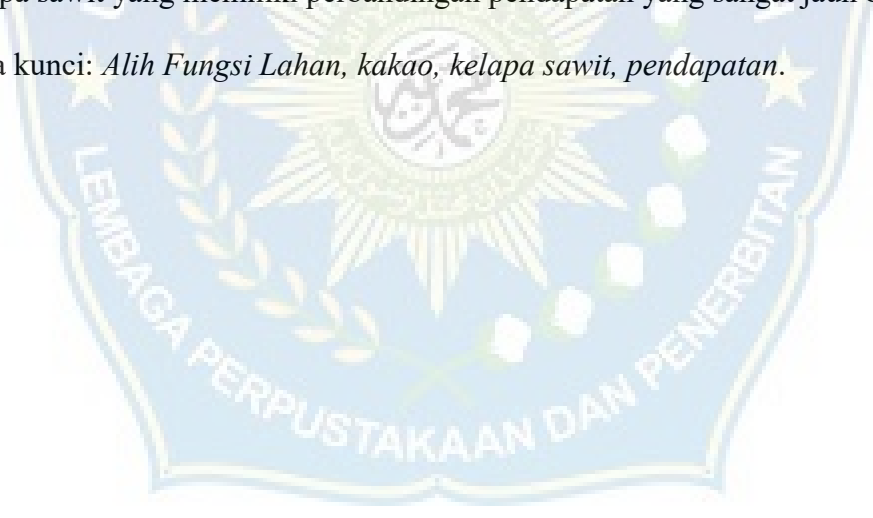 sawit yang memiliki perbandingan pendapatan yang sangat jauh
kunci: Alih Fungsi Lahan, kakao, kelapa sawit, pendapatan.
LEMBAGA PERPUSTAKAAN DAN PENERBITAN